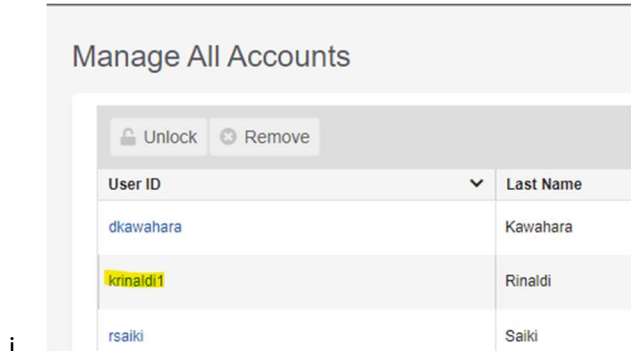 Manage All Accounts
Unlock Remove
User ID Last Name
dkawahara Kawahara
krinaldi1 Rinaldi
rsaiki Saiki
i